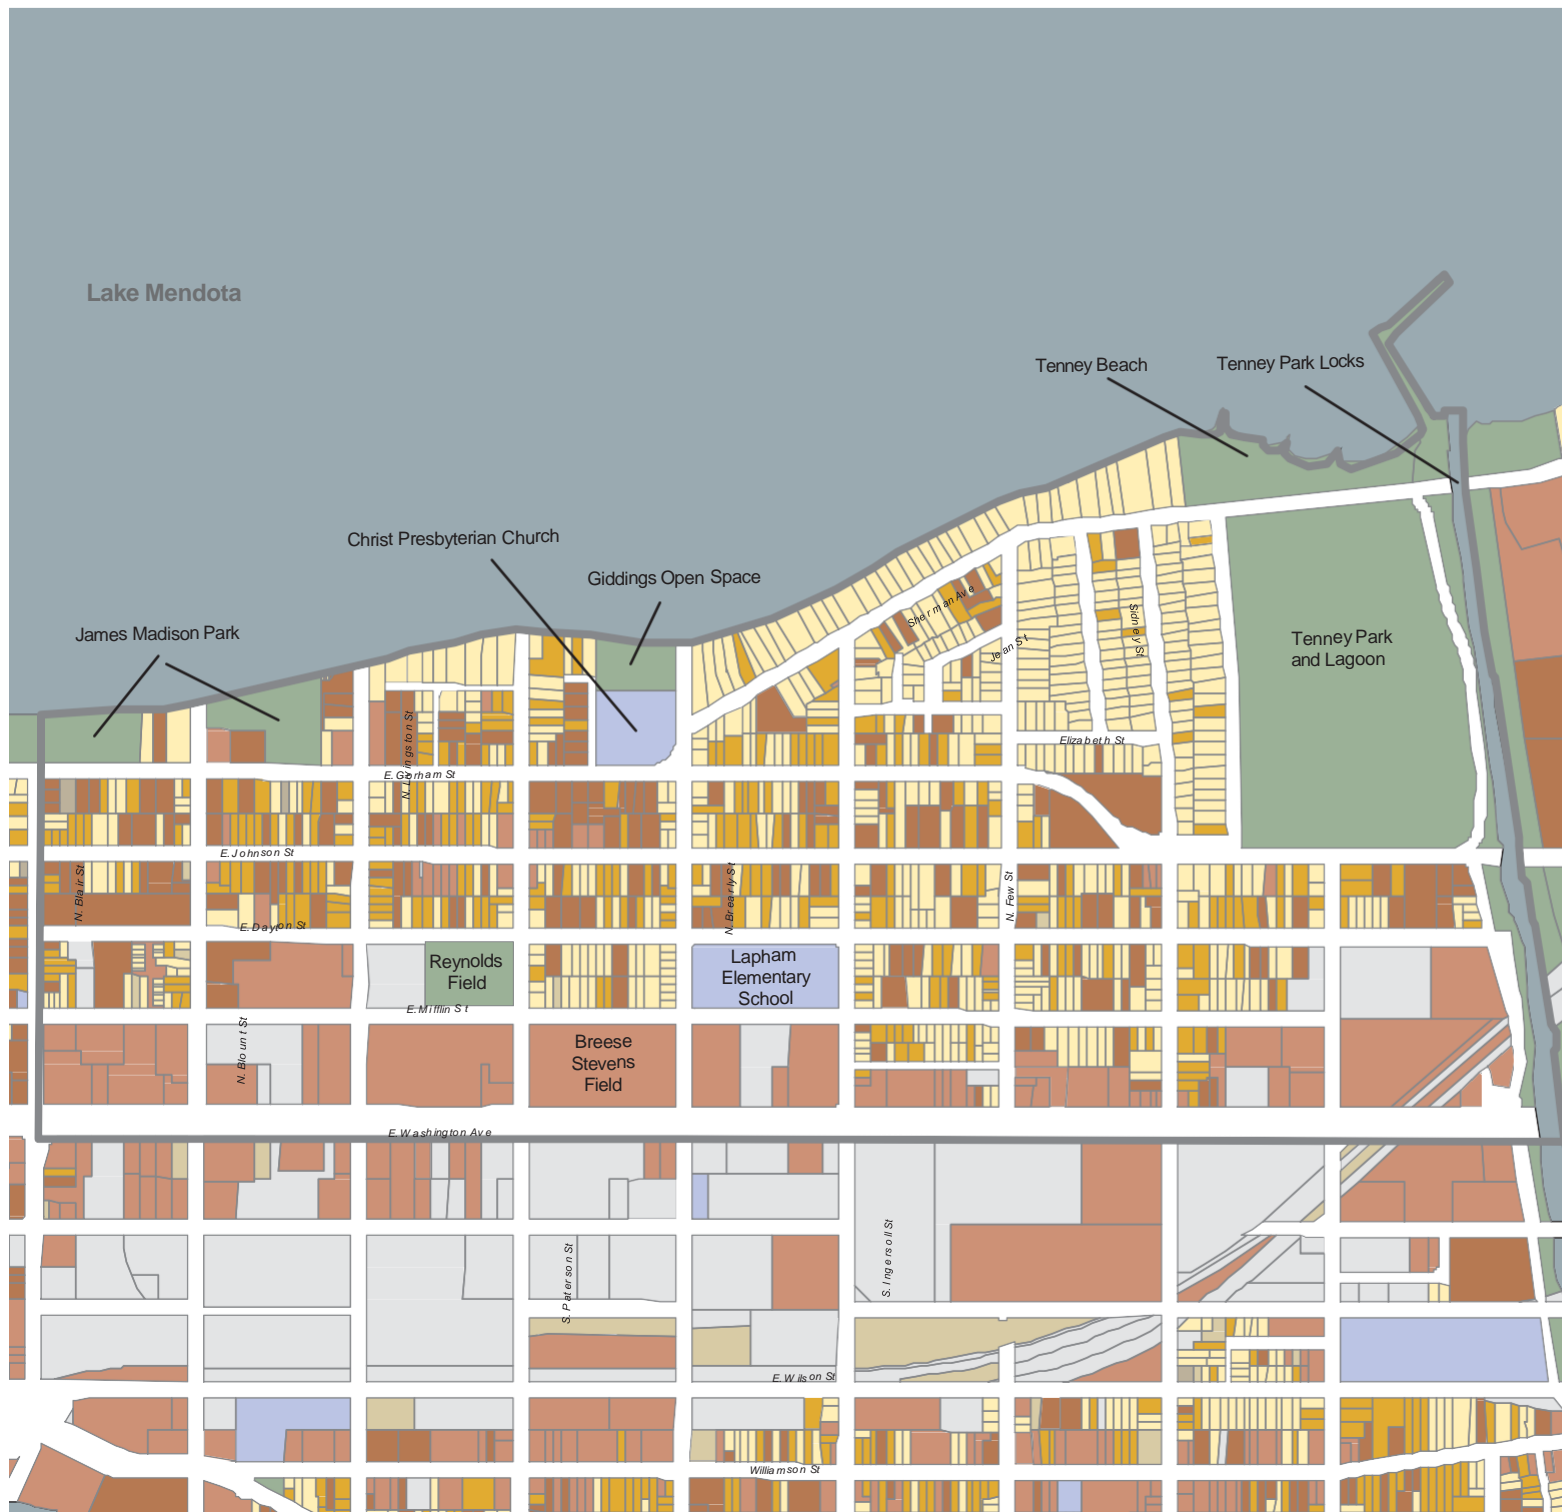 Lake Mendota
Tenney Beach
Tenney Park Locks
Christ Presbyterian Church
Giddings Open Space
James Madison Park
Sherman Ave
Sidney St
Jean St
Tenney Park
and Lagoon
N. Livingston St
Elizabeth St
E. Gorham St
E. Johnson St
N. Blair St
N. Brearly St
N. Few St
E. Dayton St
Reynolds
Field
Lapham
Elementary
School
E. Mifflin St
N. Blount St
Breese
Stevens
Field
E. Washington Ave
S. Paterson St
S. Ingersoll St
E. Wilson St
Williamson St